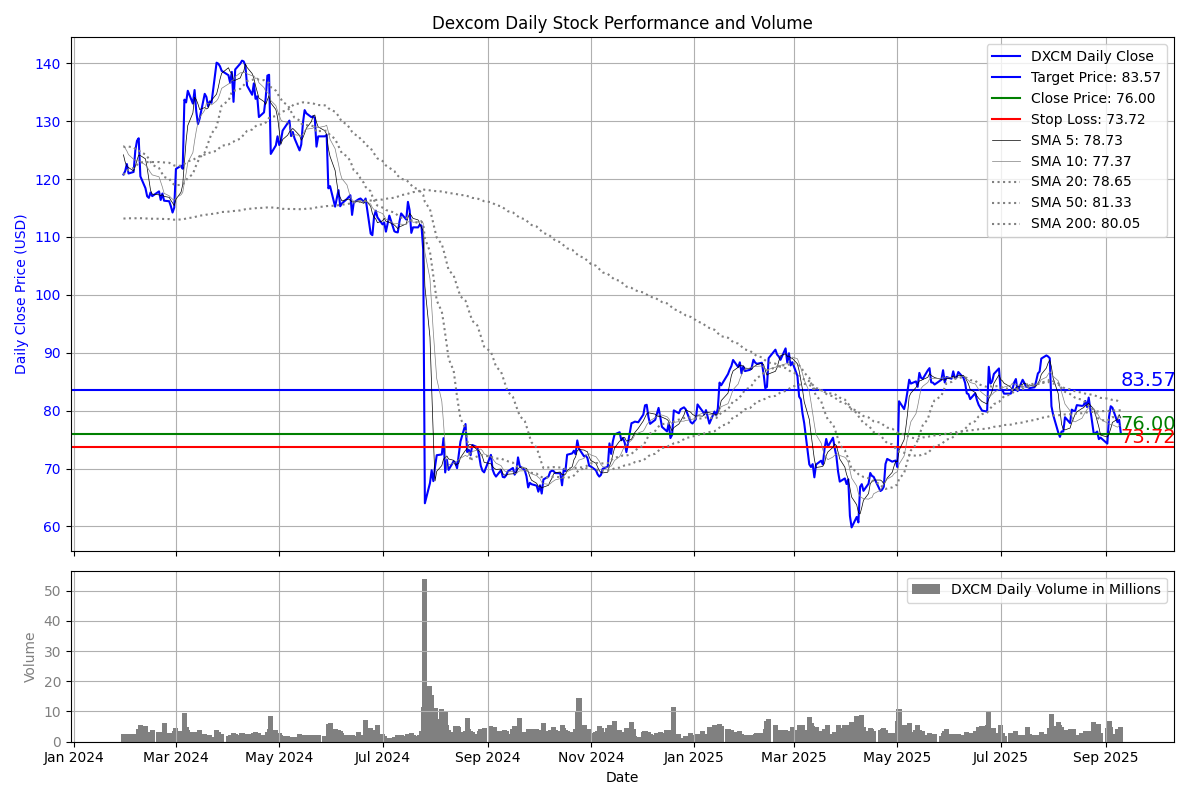 Dexcom Daily Stock Performance and Volume
Daily Close Price (USD)
140
130
120
110
100
90
80
70
60
DXCM Daily Close
Target Price: 83.57
Close Price: 76.00
Stop Loss: 73.72
SMA 5: 78.73
SMA 10: 77.37
SMA 20: 78.65
SMA 50: 81.33
SMA 200: 80.05
83.57
76.00
73.72
Volume
50
40
30
20
10
0
DXCM Daily Volume in Millions
Jan 2024 Mar 2024 May 2024 Jul 2024 Sep 2024 Nov 2024 Jan 2025 Mar 2025 May 2025 Jul 2025 Sep 2025
Date